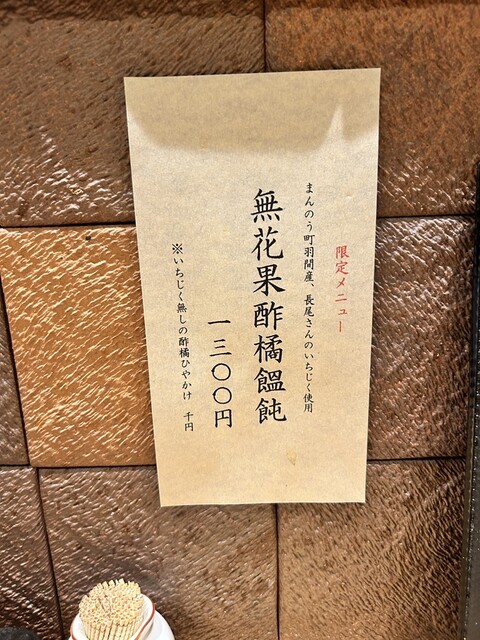 限定メニュー
まんのう町羽間産、長尾さんのいちじく使用
無花果酢橘饂飩
一三〇〇円
※いちじく無しの酢橘ひやかけ 千円